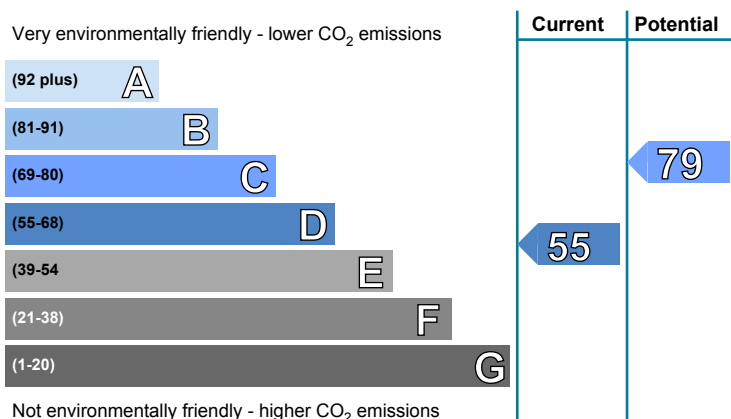 Very environmentally friendly - lower CO2 emissions
Current
Potential
(92 plus) A
(81-91) B
(69-80) C
79
(55-68) D
55
(39-54 E
(21-38) F
(1-20) G
Not environmentally friendly - higher CO2 emissions